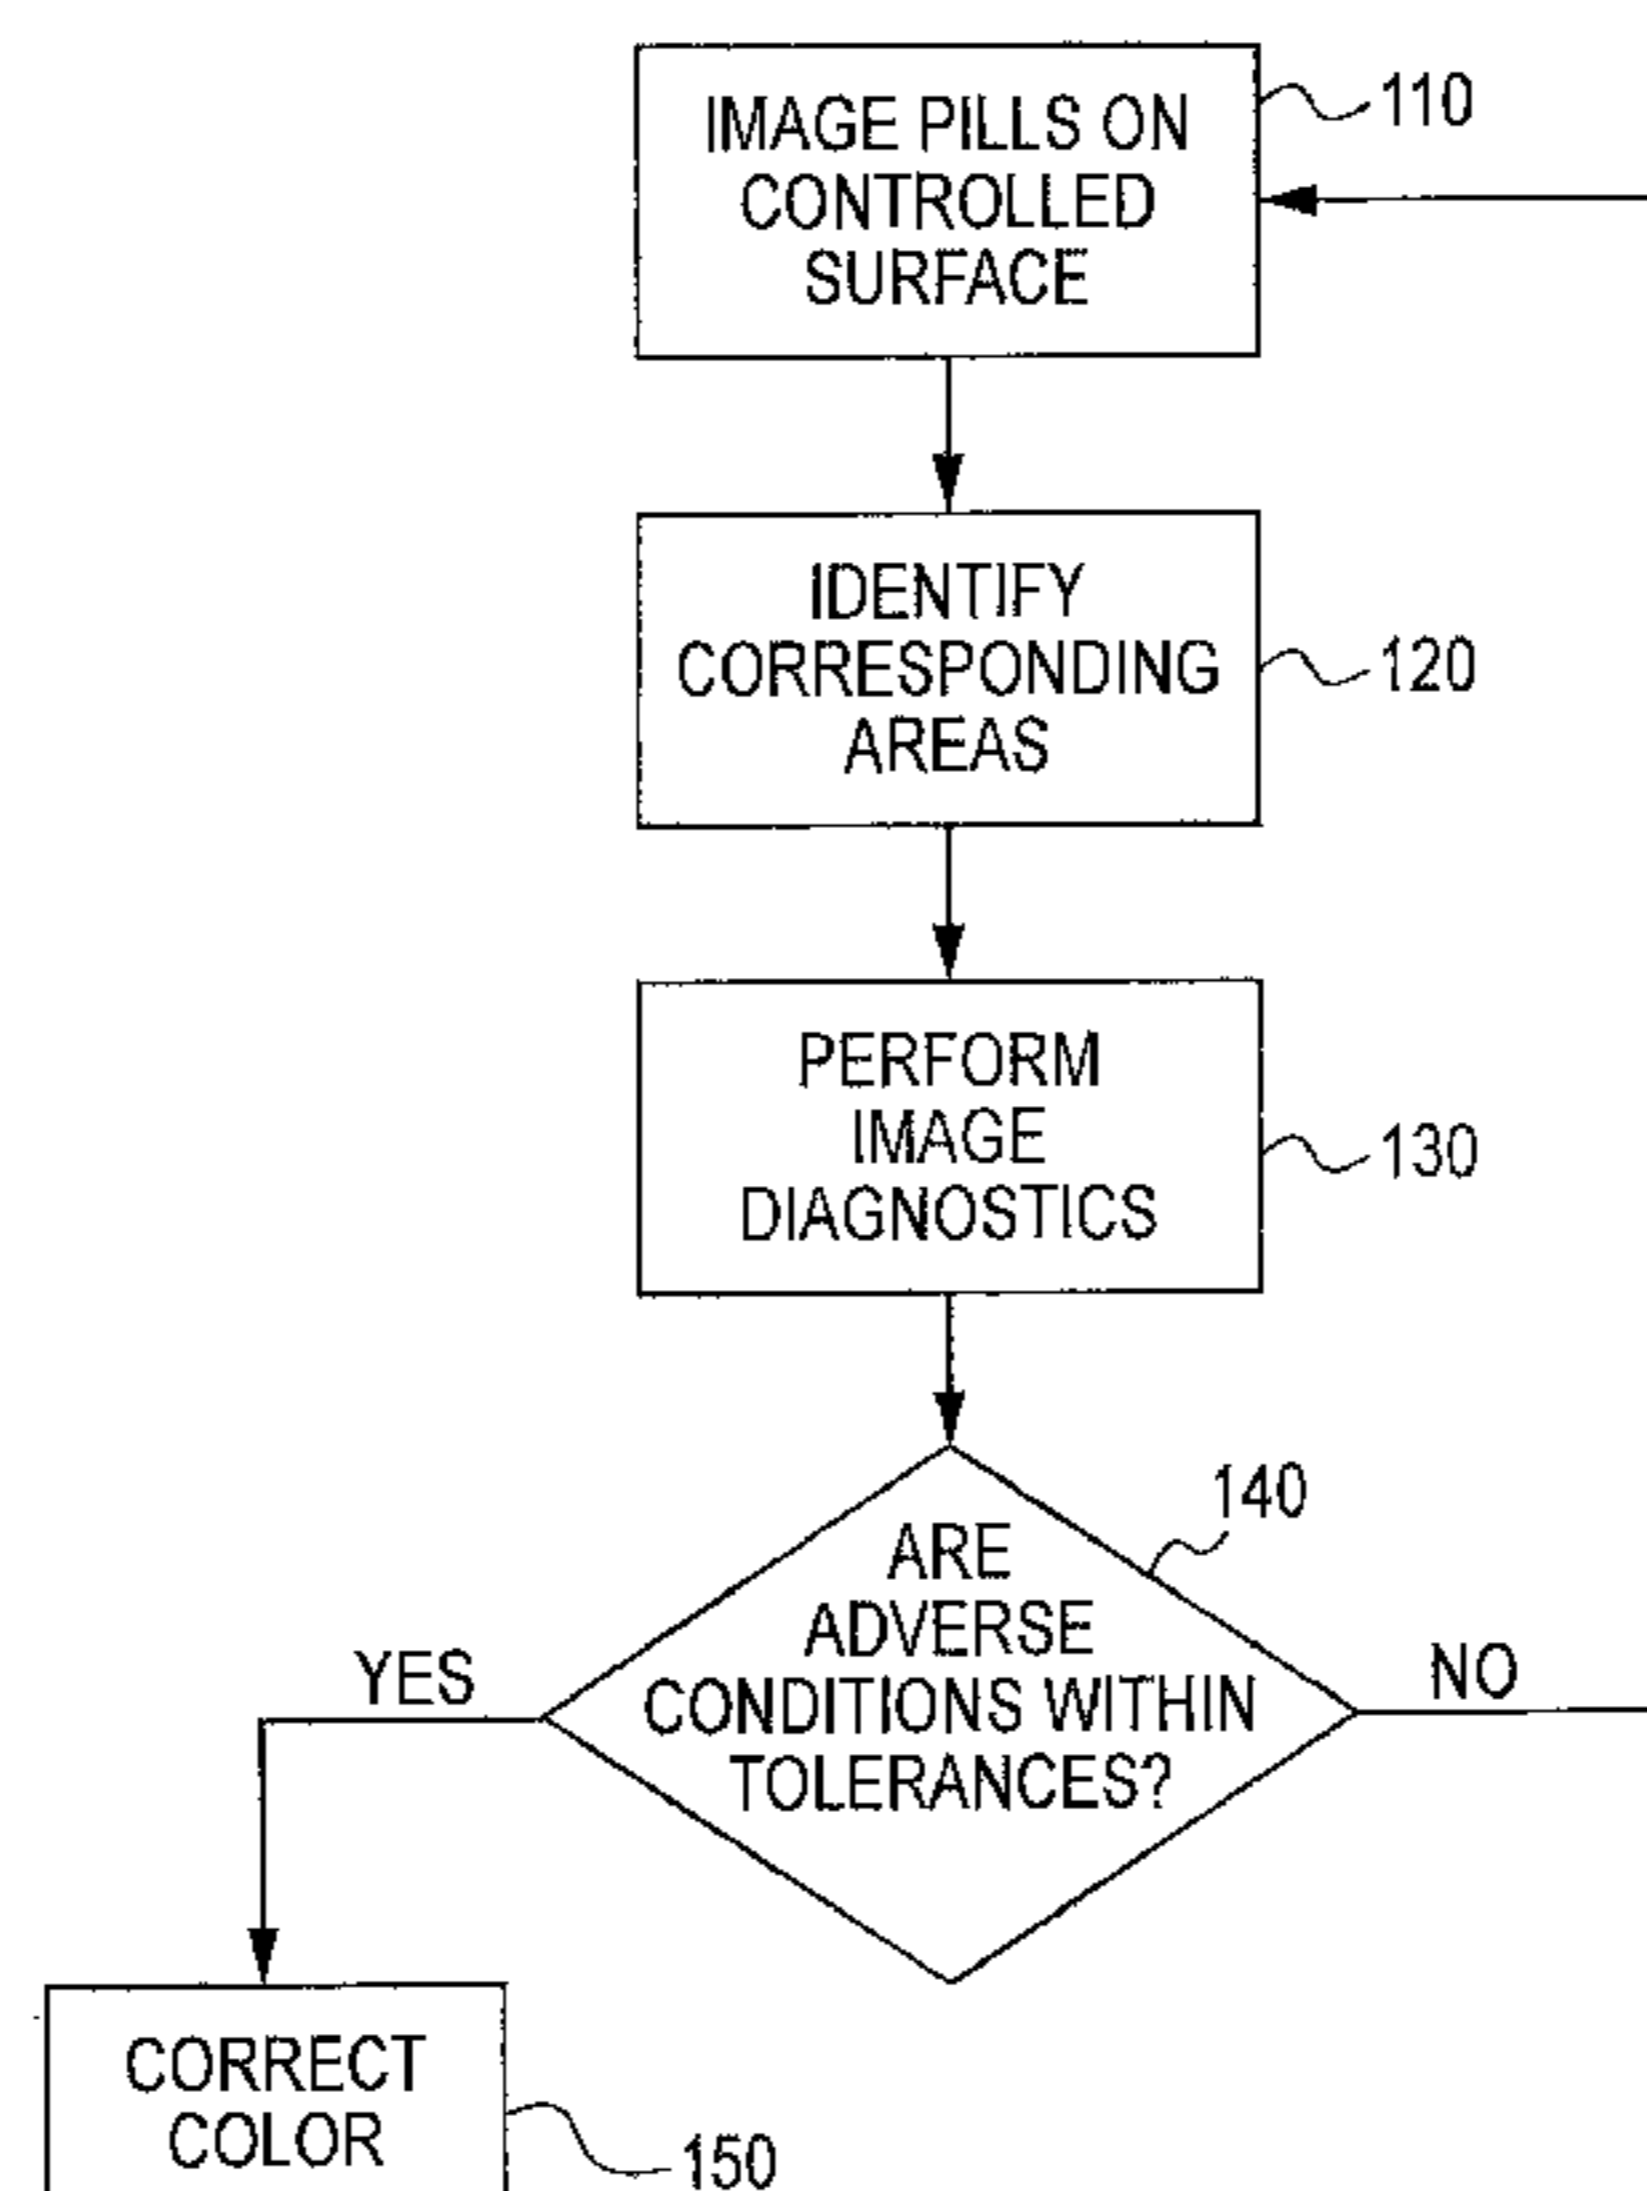 IMAGE PILLS ON
CONTROLLED
SURFACE
110
IDENTIFY
CORRESPONDING
AREAS
120
PERFORM
IMAGE
DIAGNOSTICS
130
140
ARE
ADVERSE
CONDITIONS WITHIN
TOLERANCES?
YES
NO
CORRECT
COLOR
150